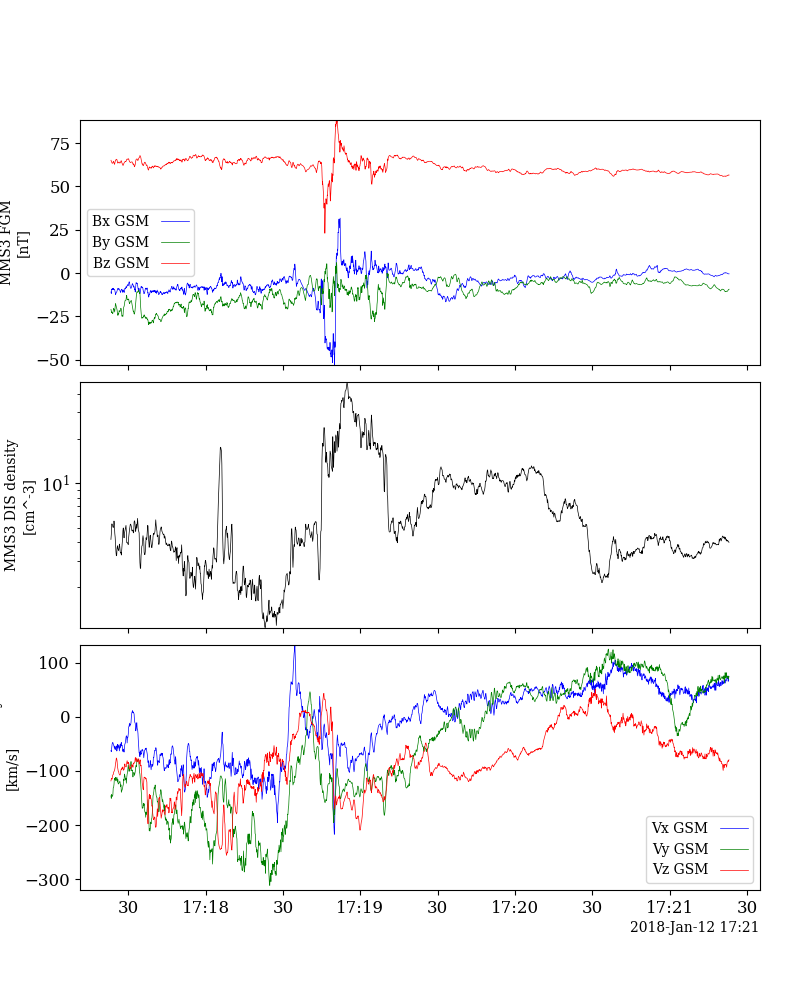 MMS3 FGM
[nT]
75
50
25
0
−25
−50
Bx GSM
By GSM
Bz GSM
MMS3 DIS density
[cm^-3]
10¹
[km/s]
100
0
−100
−200
−300
Vx GSM
Vy GSM
Vz GSM
30 17:18 30 17:19 30 17:20 30 17:21 30
2018-Jan-12 17:21